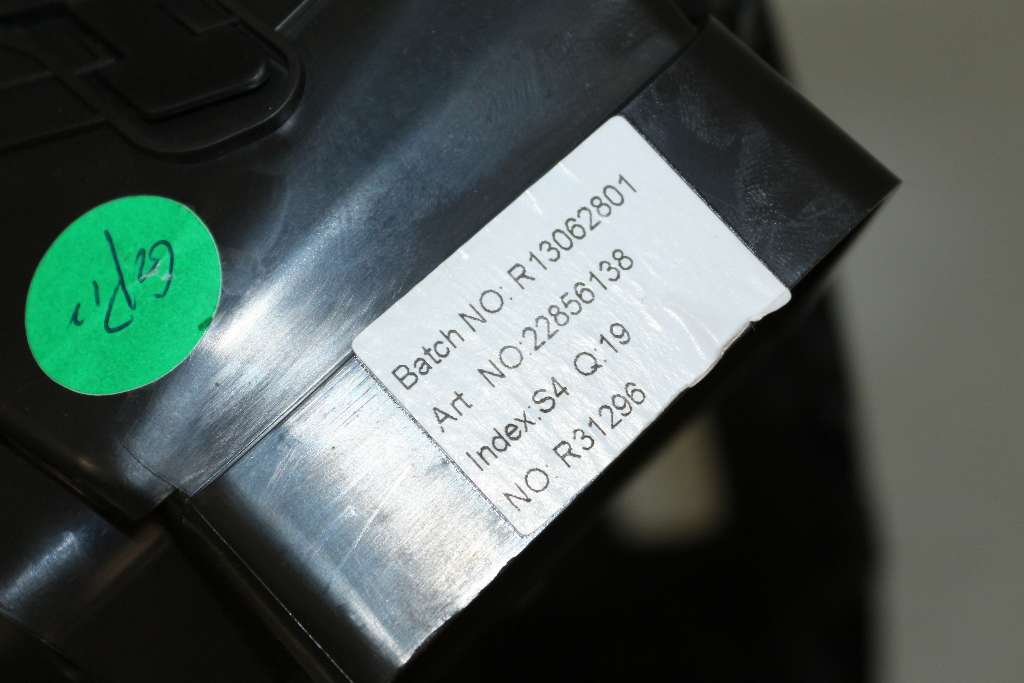 Batch NO: R13062801
Art NO:22856138
Index:S4 Q:19
NO: R31296